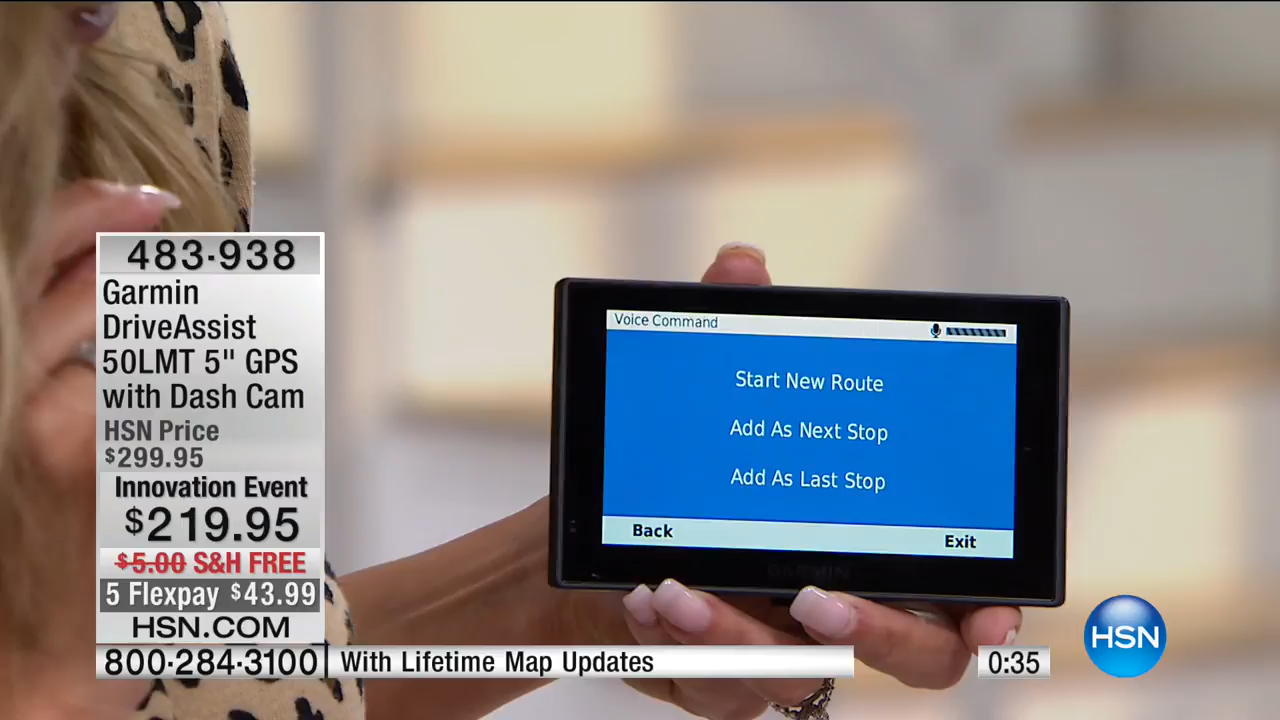 483-938
Garmin
DriveAssist
50LMT 5" GPS
with Dash Cam
HSN Price
$299.95
Innovation Event
$219.95
$5.00 S&H FREE
5 Flexpay $43.99
HSN.COM
800-284-3100 With Lifetime Map Updates 0:35
Voice Command
Start New Route
Add As Next Stop
Add As Last Stop
Back Exit
GARMIN
HSN